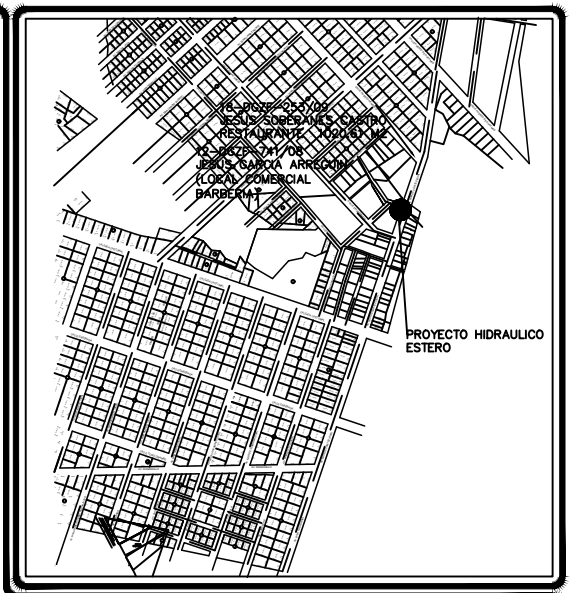 18-DGZF-253/09
JESUS SOBERANES CASTRO
RESTAURANTE 1020.61 M2
12-DGZF-741/08
JESUS GARCIA ARREGUIN
(LOCAL COMERCIAL
BARBERIA)
PROYECTO HIDRAULICO
ESTERO